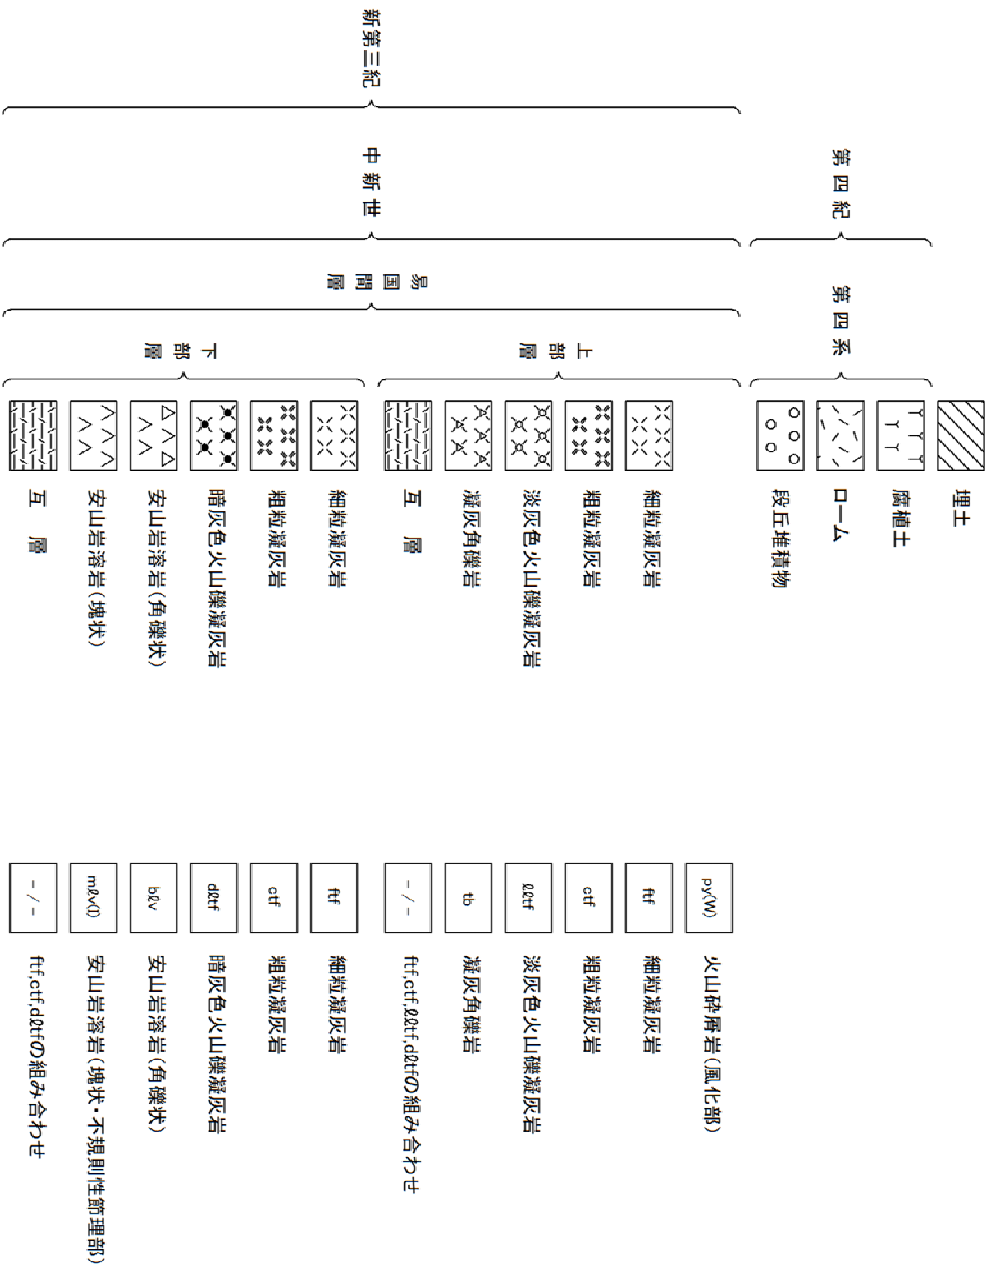 埋土
第四紀
第四系
腐植土
ローム
段丘堆積物
新第三紀
中新世
易国間層
上部層
py(W) 火山砕屑岩(風化部)
細粒凝灰岩 ftf 細粒凝灰岩
粗粒凝灰岩 ctf 粗粒凝灰岩
淡灰色火山礫凝灰岩 ℓℓtf 淡灰色火山礫凝灰岩
凝灰角礫岩 tb 凝灰角礫岩
互 層 - / - ftf,ctf,ℓℓtf,dℓtfの組み合わせ
下部層
細粒凝灰岩 ftf 細粒凝灰岩
粗粒凝灰岩 ctf 粗粒凝灰岩
暗灰色火山礫凝灰岩 dℓtf 暗灰色火山礫凝灰岩
安山岩溶岩(角礫状) bℓv 安山岩溶岩(角礫状)
安山岩溶岩(塊状) mℓv(I) 安山岩溶岩(塊状・不規則性節理部)
互 層 - / - ftf,ctf,dℓtfの組み合わせ